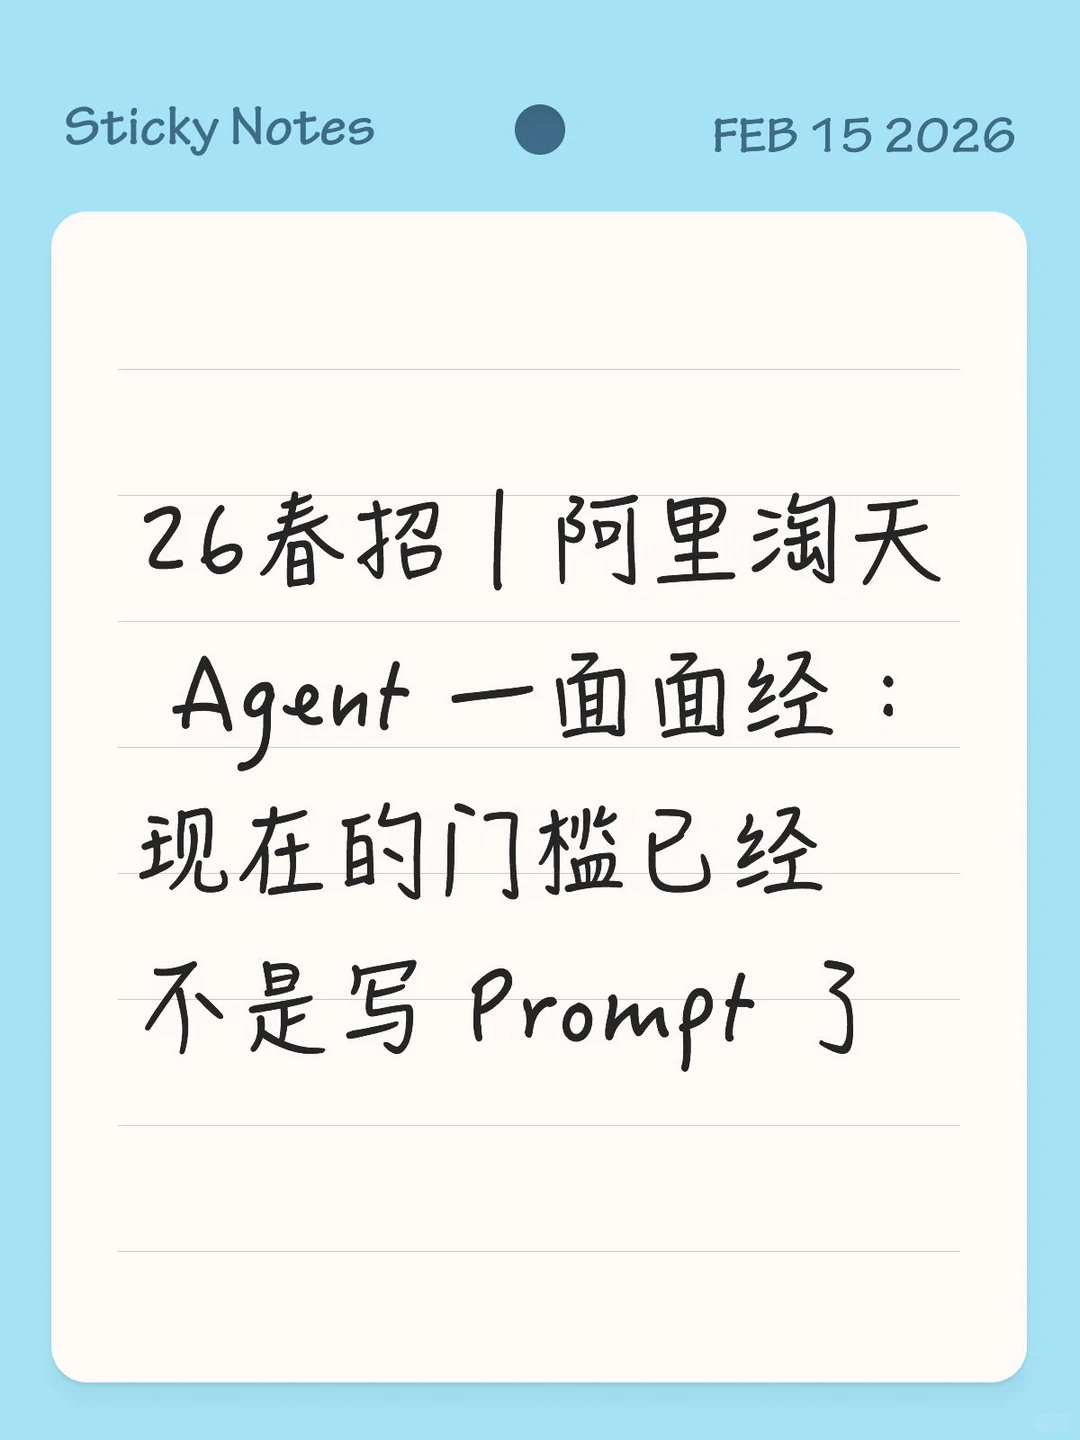 Sticky Notes
FEB 15 2026
26春招 | 阿里淘天
Agent 一面面经：
现在的门槛已经
不是写 Prompt 了